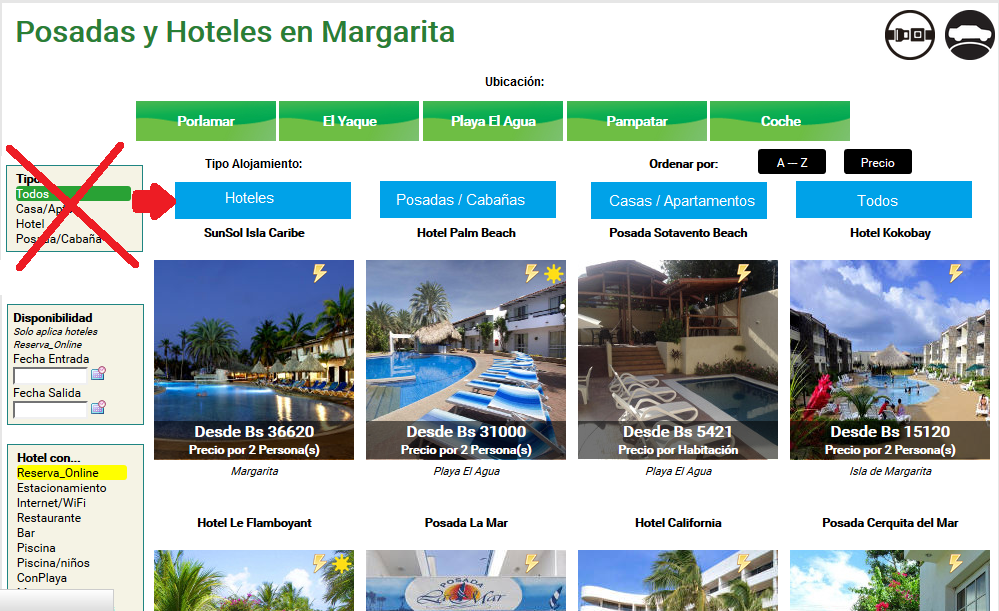 Posadas y Hoteles en Margarita
Ubicación:
Porlamar
El Yaque
Playa El Agua
Pampatar
Coche
Tipo Alojamiento:
Ordenar por:
A --- Z
Precio
Hoteles
Posadas / Cabañas
Casas / Apartamentos
Todos
Tipo
Todos
Casa/Apto
Hotel
Posada/Cabaña
Disponibilidad
Solo aplica hoteles
Reserva_Online
Fecha Entrada
Fecha Salida
Hotel con...
Reserva_Online
Estacionamiento
Internet/WiFi
Restaurante
Bar
Piscina
Piscina/niños
ConPlaya
SunSol Isla Caribe
Desde Bs 36620
Precio por 2 Persona(s)
Margarita
Hotel Palm Beach
Desde Bs 31000
Precio por 2 Persona(s)
Playa El Agua
Posada Sotavento Beach
Desde Bs 5421
Precio por Habitación
Playa El Agua
Hotel Kokobay
Desde Bs 15120
Precio por 2 Persona(s)
Isla de Margarita
Hotel Le Flamboyant
Posada La Mar
POSADA
La Mar
Hotel California
Posada Cerquita del Mar